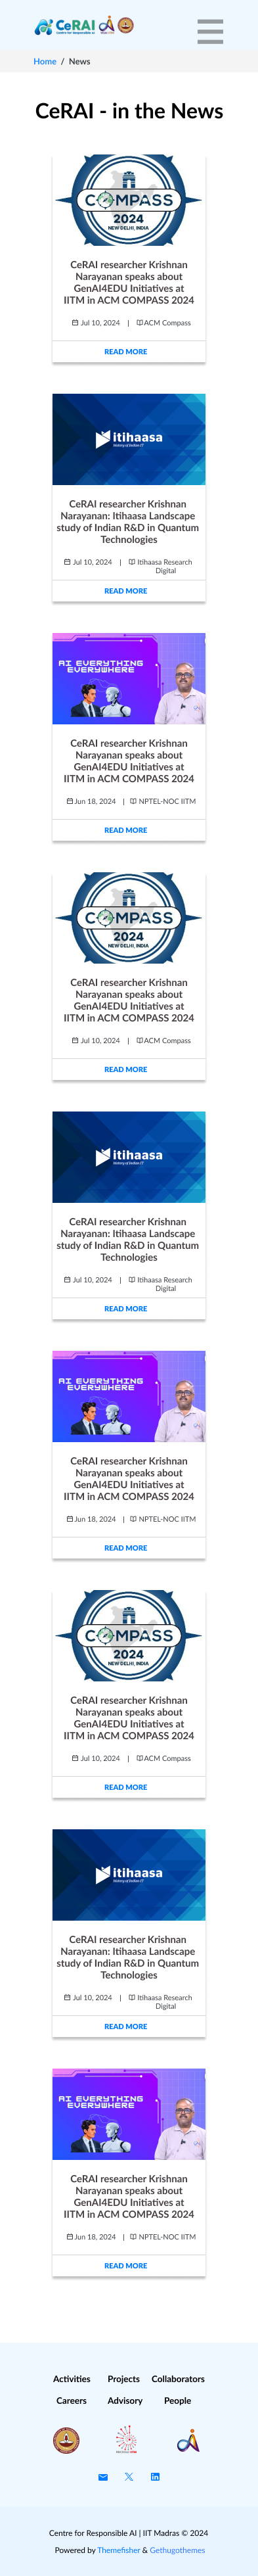 CeRAI
Centre for Responsible AI
Home / News
CeRAI - in the News
COMPASS
2024
NEW DELHI, INDIA
CeRAI researcher Krishnan
Narayanan speaks about
GenAI4EDU Initiatives at
IITM in ACM COMPASS 2024
Jul 10, 2024 | ACM Compass
READ MORE
itihaasa
History of Indian IT
CeRAI researcher Krishnan
Narayanan: Itihaasa Landscape
study of Indian R&D in Quantum
Technologies
Jul 10, 2024 | Itihaasa Research
Digital
READ MORE
AI EVERYTHING
EVERYWHERE
CeRAI researcher Krishnan
Narayanan speaks about
GenAI4EDU Initiatives at
IITM in ACM COMPASS 2024
Jun 18, 2024 | NPTEL-NOC IITM
READ MORE
COMPASS
2024
NEW DELHI, INDIA
CeRAI researcher Krishnan
Narayanan speaks about
GenAI4EDU Initiatives at
IITM in ACM COMPASS 2024
Jul 10, 2024 | ACM Compass
READ MORE
itihaasa
History of Indian IT
CeRAI researcher Krishnan
Narayanan: Itihaasa Landscape
study of Indian R&D in Quantum
Technologies
Jul 10, 2024 | Itihaasa Research
Digital
READ MORE
AI EVERYTHING
EVERYWHERE
CeRAI researcher Krishnan
Narayanan speaks about
GenAI4EDU Initiatives at
IITM in ACM COMPASS 2024
Jun 18, 2024 | NPTEL-NOC IITM
READ MORE
COMPASS
2024
NEW DELHI, INDIA
CeRAI researcher Krishnan
Narayanan speaks about
GenAI4EDU Initiatives at
IITM in ACM COMPASS 2024
Jul 10, 2024 | ACM Compass
READ MORE
itihaasa
History of Indian IT
CeRAI researcher Krishnan
Narayanan: Itihaasa Landscape
study of Indian R&D in Quantum
Technologies
Jul 10, 2024 | Itihaasa Research
Digital
READ MORE
AI EVERYTHING
EVERYWHERE
CeRAI researcher Krishnan
Narayanan speaks about
GenAI4EDU Initiatives at
IITM in ACM COMPASS 2024
Jun 18, 2024 | NPTEL-NOC IITM
READ MORE
Activities Projects Collaborators
Careers Advisory People
Centre for Responsible AI | IIT Madras © 2024
Powered by Themefisher & Gethugothemes